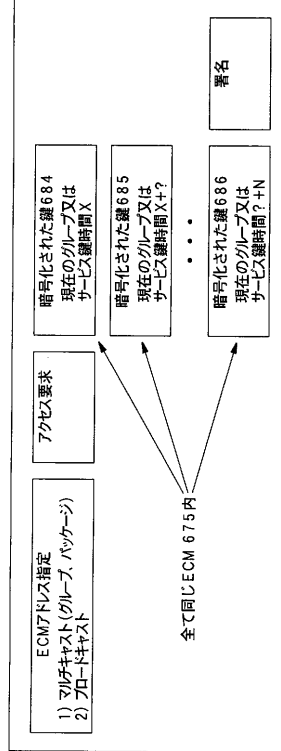 ECMアドレス指定
1) マルチキャスト(グループ、パッケージ)
2) ブロードキャスト
アクセス要求
暗号化された鍵684
現在のグループ又は
サービス鍵時間X
暗号化された鍵685
現在のグループ又は
サービス鍵時間X+?
・・・
暗号化された鍵686
現在のグループ又は
サービス鍵時間?+N
署名
全て同じECM 675内